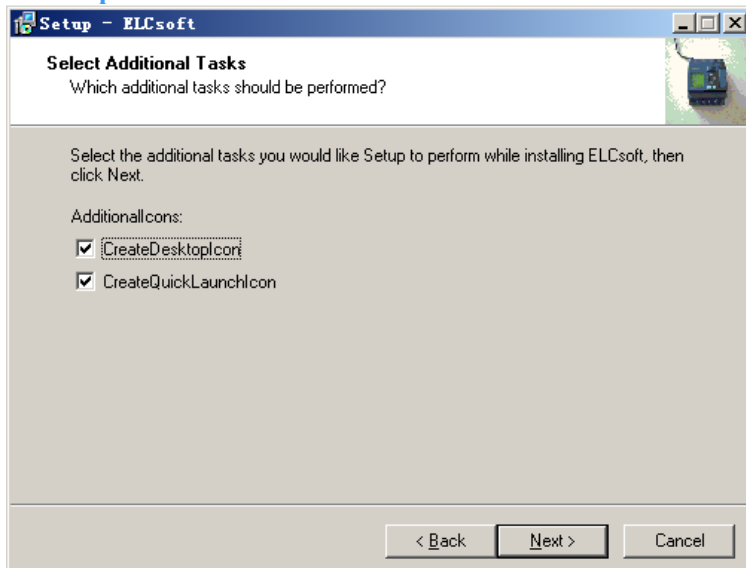 Setup - ELCsoft
Select Additional Tasks
Which additional tasks should be performed?
Select the additional tasks you would like Setup to perform while installing ELCsoft, then
click Next.
AdditionalIcons:
CreateDesktopIcon
CreateQuickLaunchIcon
< Back
Next >
Cancel